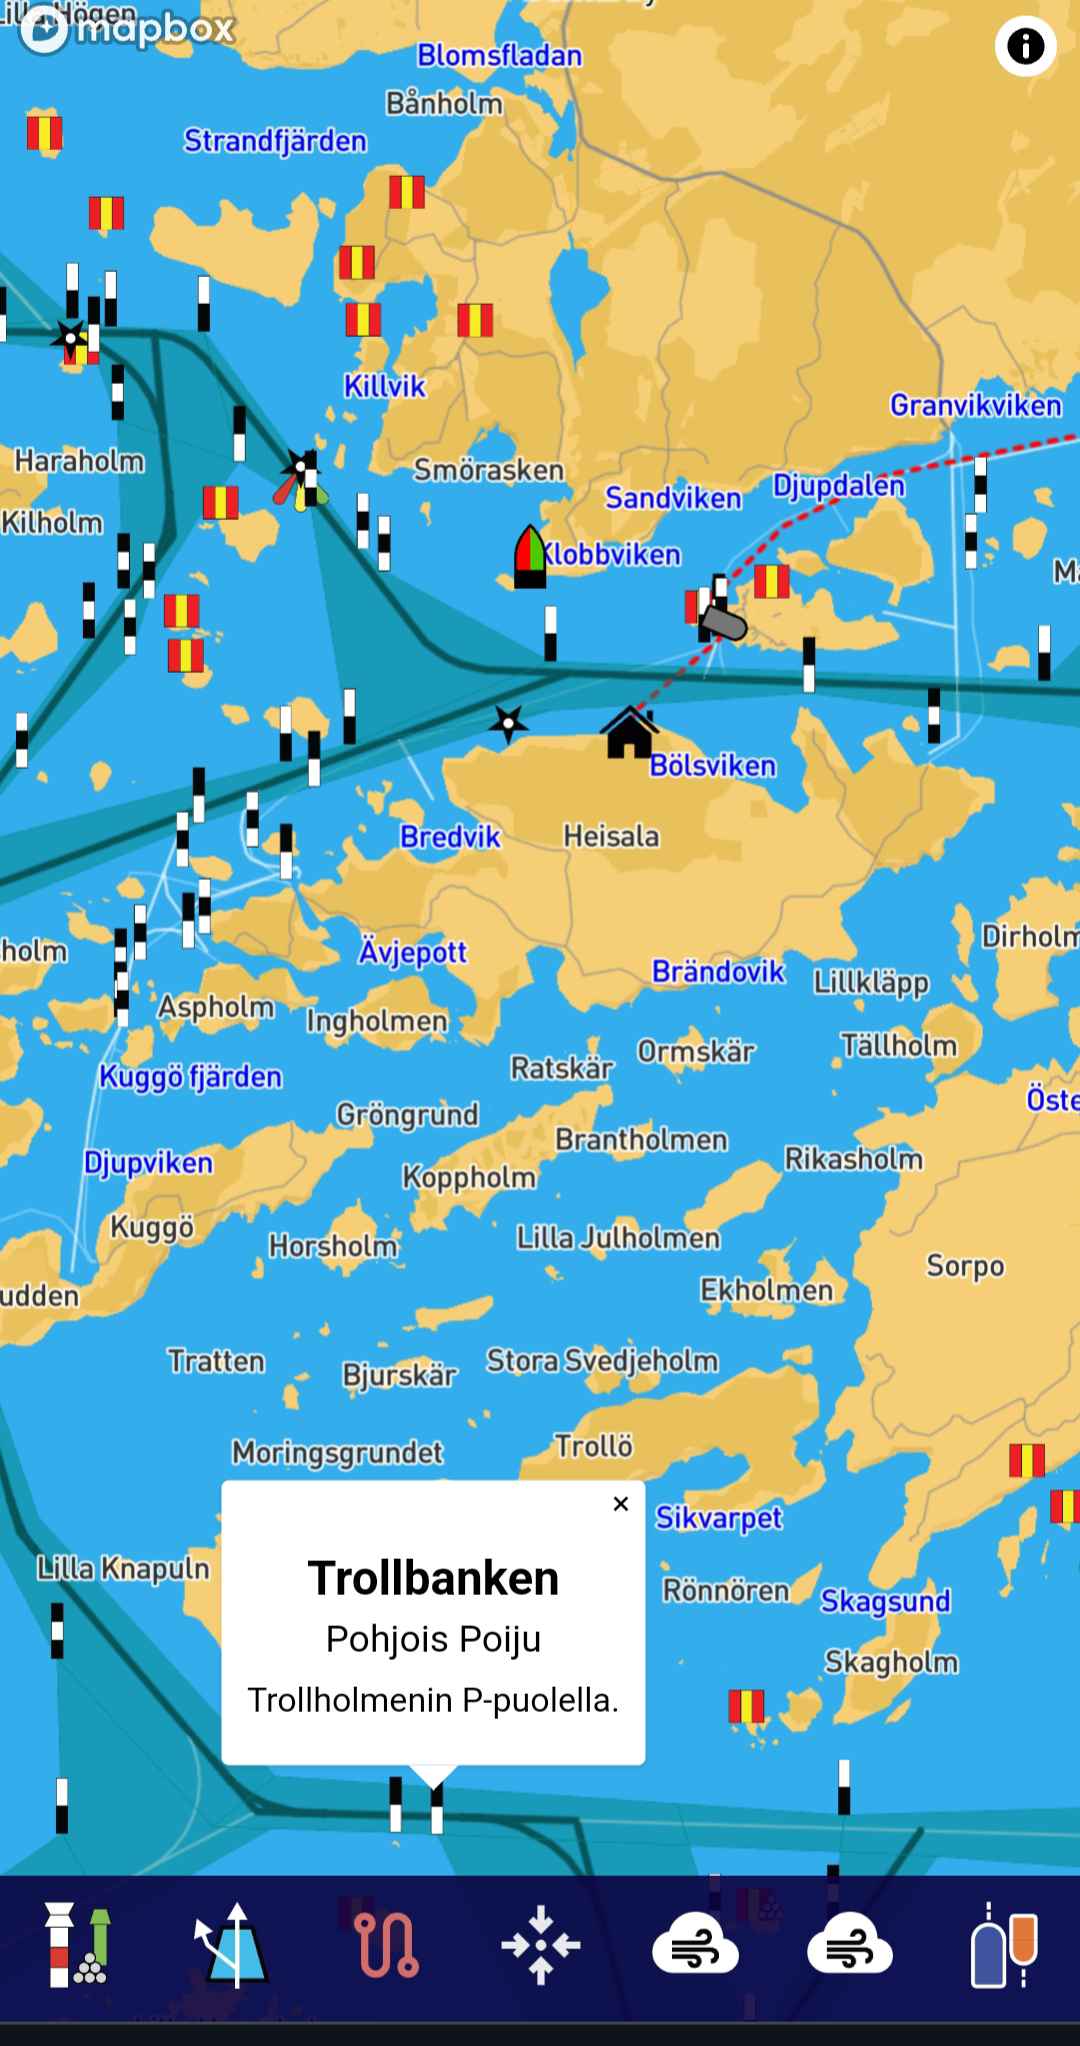 Lilla Högen
mapbox
Blomsfladan
Bånholm
Strandfjärden
Killvik
Granvikviken
Haraholm
Smörasken
Djupdalen
Sandviken
Kilholm
Klobbviken
Ma
Bölsviken
Bredvik
Heisala
Dirholm
holm
Ävjepott
Brändovik
Lillkläpp
Aspholm
Ingholmen
Tällholm
Ormskär
Ratskär
Kuggö fjärden
Öste
Gröngrund
Brantholmen
Djupviken
Rikasholm
Koppholm
Kuggö
Lilla Julholmen
Horsholm
Sorpo
Ekholmen
udden
Tratten
Stora Svedjeholm
Bjurskär
Trollö
Moringsgrundet
×
Sikvarpet
Lilla Knapuln
Trollbanken
Rönnören
Skagsund
Pohjois Poiju
Skagholm
Trollholmenin P-puolella.